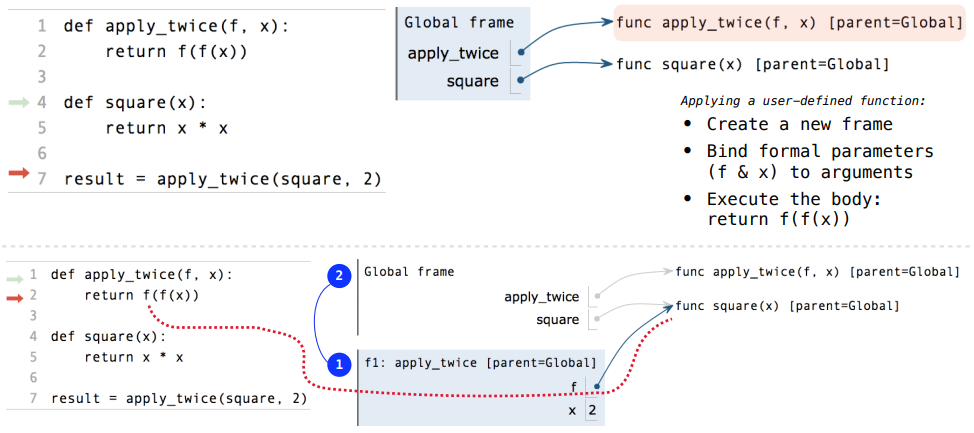 1 def apply_twice(f, x):
2 return f(f(x))
3
4 def square(x):
5 return x * x
6
7 result = apply_twice(square, 2)
Global frame
apply_twice
square
func apply_twice(f, x) [parent=Global]
func square(x) [parent=Global]
Applying a user-defined function:
• Create a new frame
• Bind formal parameters
(f & x) to arguments
• Execute the body:
return f(f(x))
1 def apply_twice(f, x):
2 return f(f(x))
3
4 def square(x):
5 return x * x
6
7 result = apply_twice(square, 2)
2
Global frame
apply_twice
square
func apply_twice(f, x) [parent=Global]
func square(x) [parent=Global]
1
f1: apply_twice [parent=Global]
f
x 2